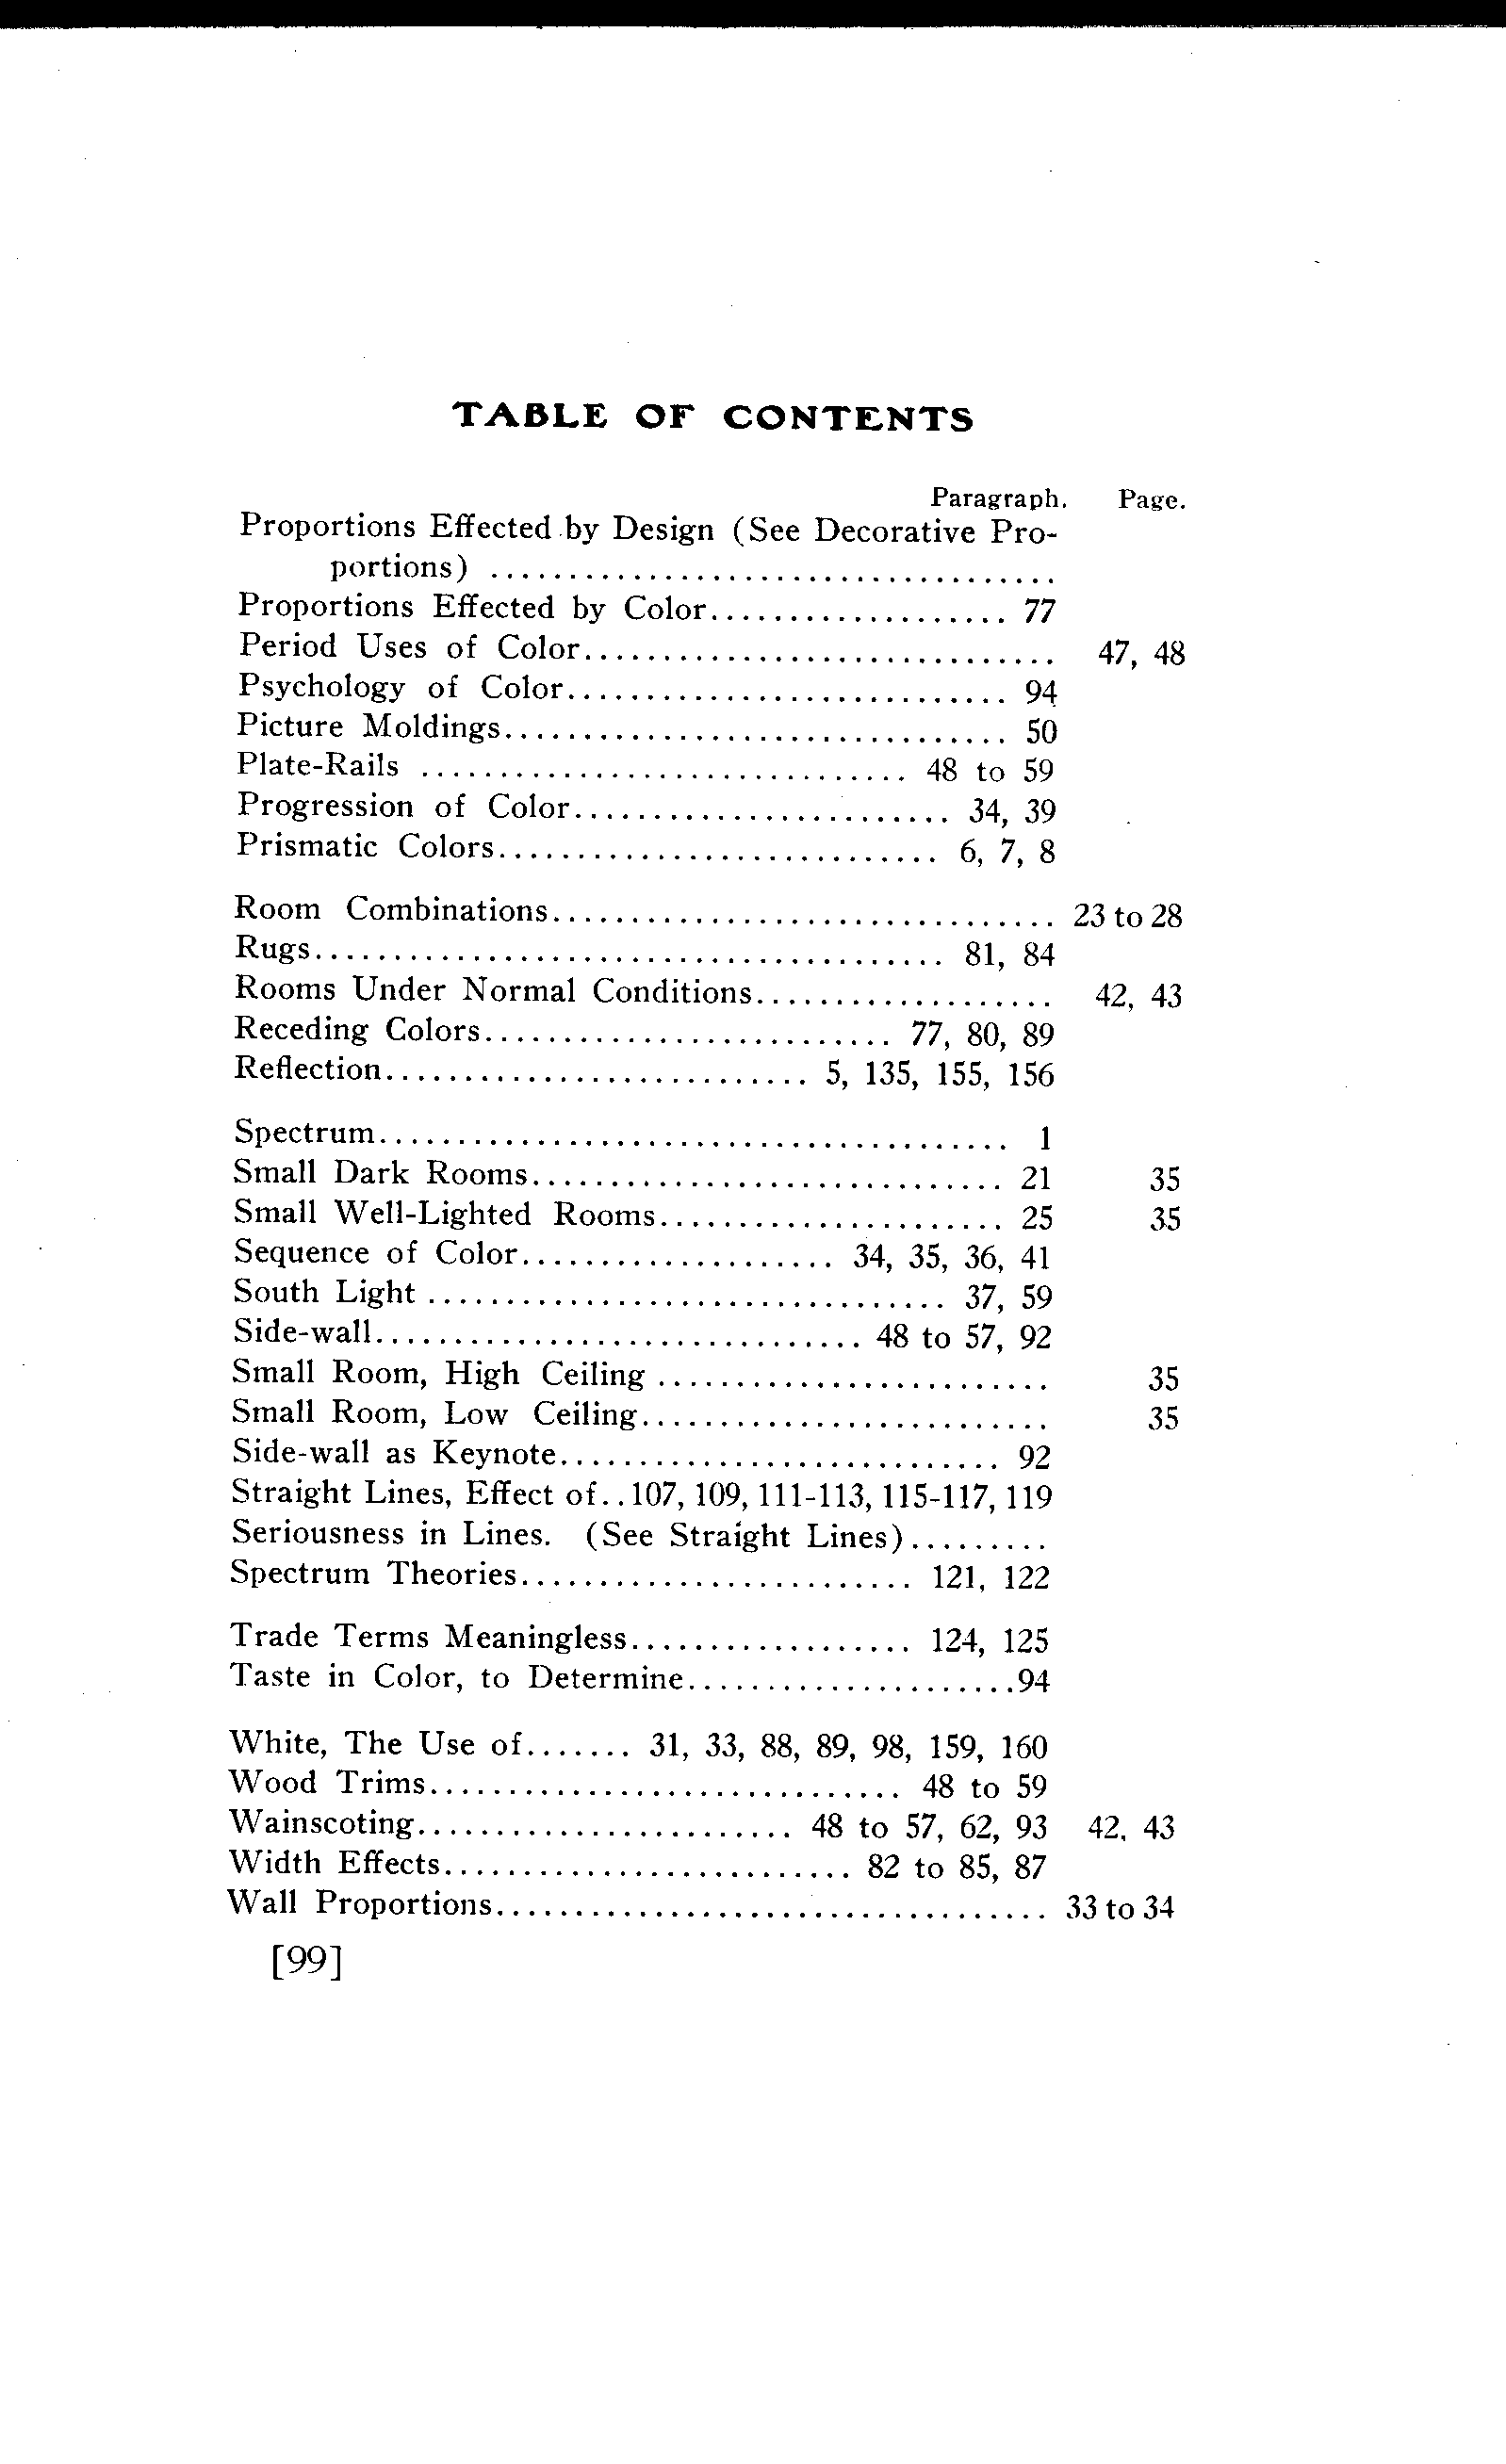 TABLE OF CONTENTS
Paragraph. Page.
Proportions Effected by Design (See Decorative Pro-
portions) ....................................
Proportions Effected by Color................... 77
Period Uses of Color.............................. 47, 48
Psychology of Color............................ 94
Picture Moldings................................ 50
Plate-Rails ............................... 48 to 59
Progression of Color........................ 34, 39
Prismatic Colors............................ 6, 7, 8
Room Combinations................................ 23 to 28
Rugs........................................ 81, 84
Rooms Under Normal Conditions................... 42, 43
Receding Colors.......................... 77, 80, 89
Reflection........................... 5, 135, 155, 156
Spectrum........................................ 1
Small Dark Rooms.............................. 21 35
Small Well-Lighted Rooms...................... 25 35
Sequence of Color.................... 34, 35, 36, 41
South Light ................................. 37, 59
Side-wall............................... 48 to 57, 92
Small Room, High Ceiling ......................... 35
Small Room, Low Ceiling.......................... 35
Side-wall as Keynote............................ 92
Straight Lines, Effect of..107, 109, 111-113, 115-117, 119
Seriousness in Lines. (See Straight Lines).........
Spectrum Theories......................... 121, 122
Trade Terms Meaningless.................. 124, 125
Taste in Color, to Determine.....................94
White, The Use of....... 31, 33, 88, 89, 98, 159, 160
Wood Trims.............................. 48 to 59
Wainscoting........................ 48 to 57, 62, 93 42, 43
Width Effects.......................... 82 to 85, 87
Wall Proportions................................... 33 to 34
[99]